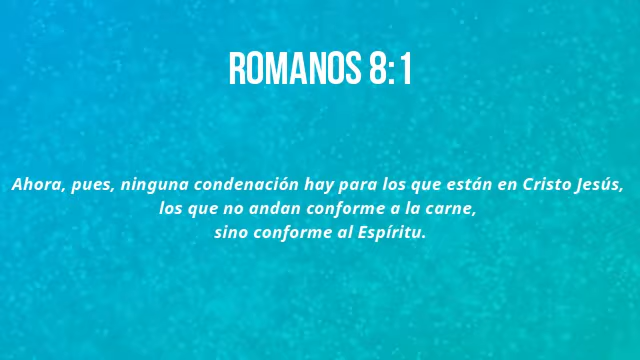 ROMANOS 8:1
Ahora, pues, ninguna condenación hay para los que están en Cristo Jesús,
los que no andan conforme a la carne,
sino conforme al Espíritu.